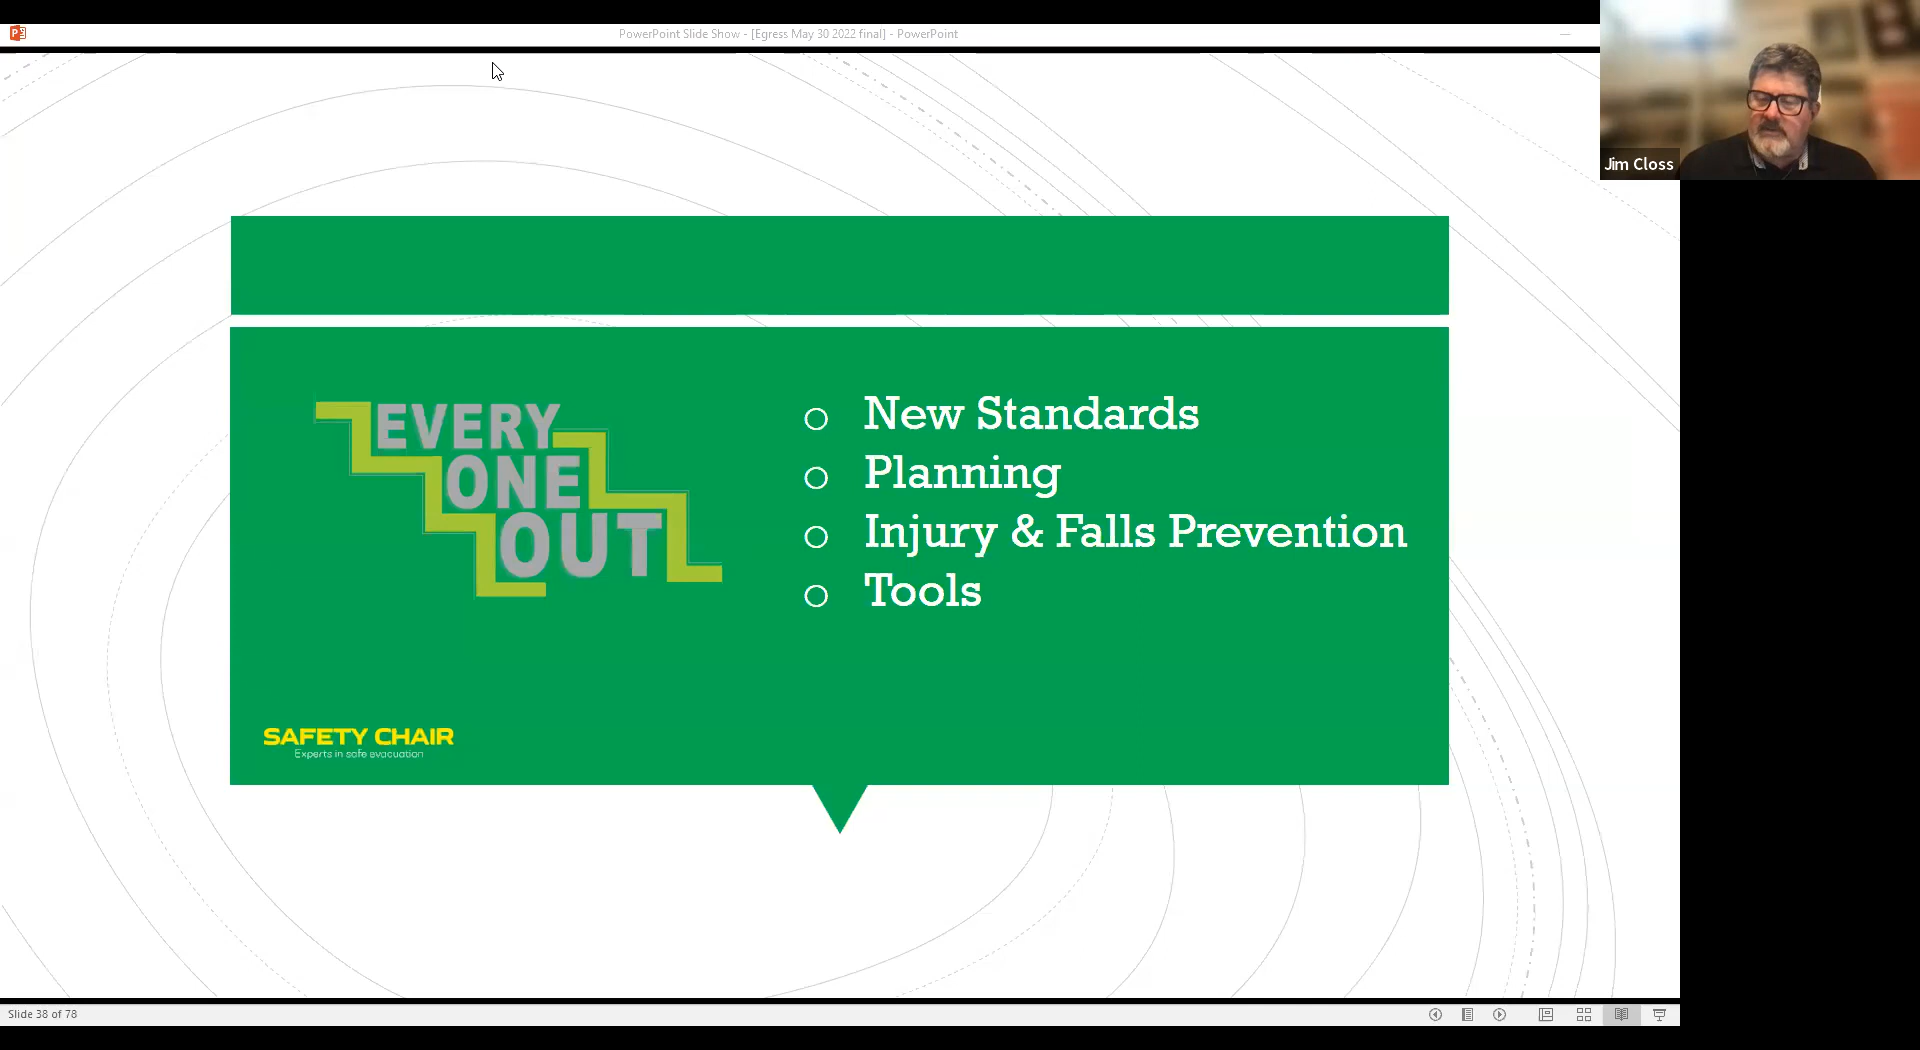 PowerPoint Slide Show - [Egress May 30 2022 final] - PowerPoint
Jim Closs
EVERY
ONE
OUT
○ New Standards
○ Planning
○ Injury & Falls Prevention
○ Tools
SAFETY CHAIR
Experts in safe evacuation
Slide 38 of 78